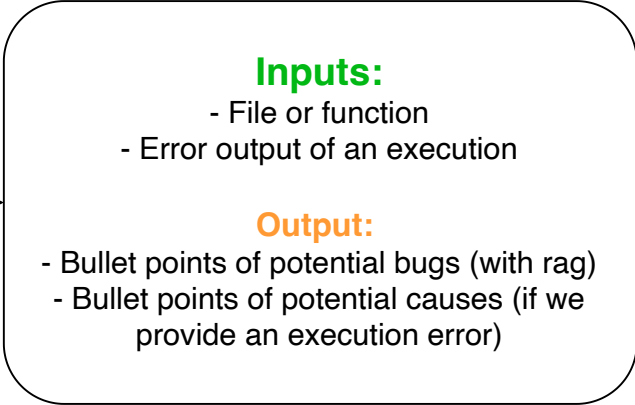 Inputs:
- File or function
- Error output of an execution
Output:
- Bullet points of potential bugs (with rag)
- Bullet points of potential causes (if we
provide an execution error)